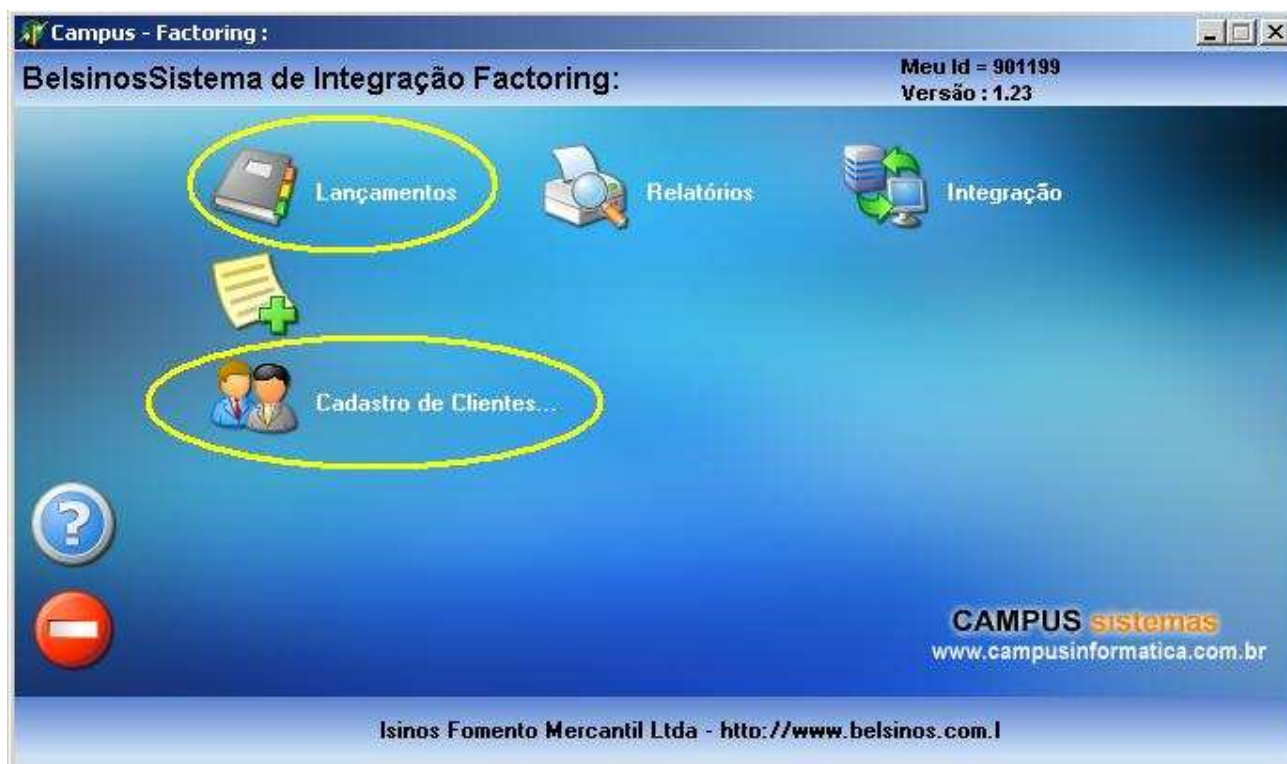 Campus - Factoring :
BelsinosSistema de Integração Factoring:
Meu Id = 901199
Versão : 1.23
Lançamentos
Relatórios
Integração
Cadastro de Clientes...
?
CAMPUS sistemas
www.campusinformatica.com.br
Isinos Fomento Mercantil Ltda - http://www.belsinos.com.l